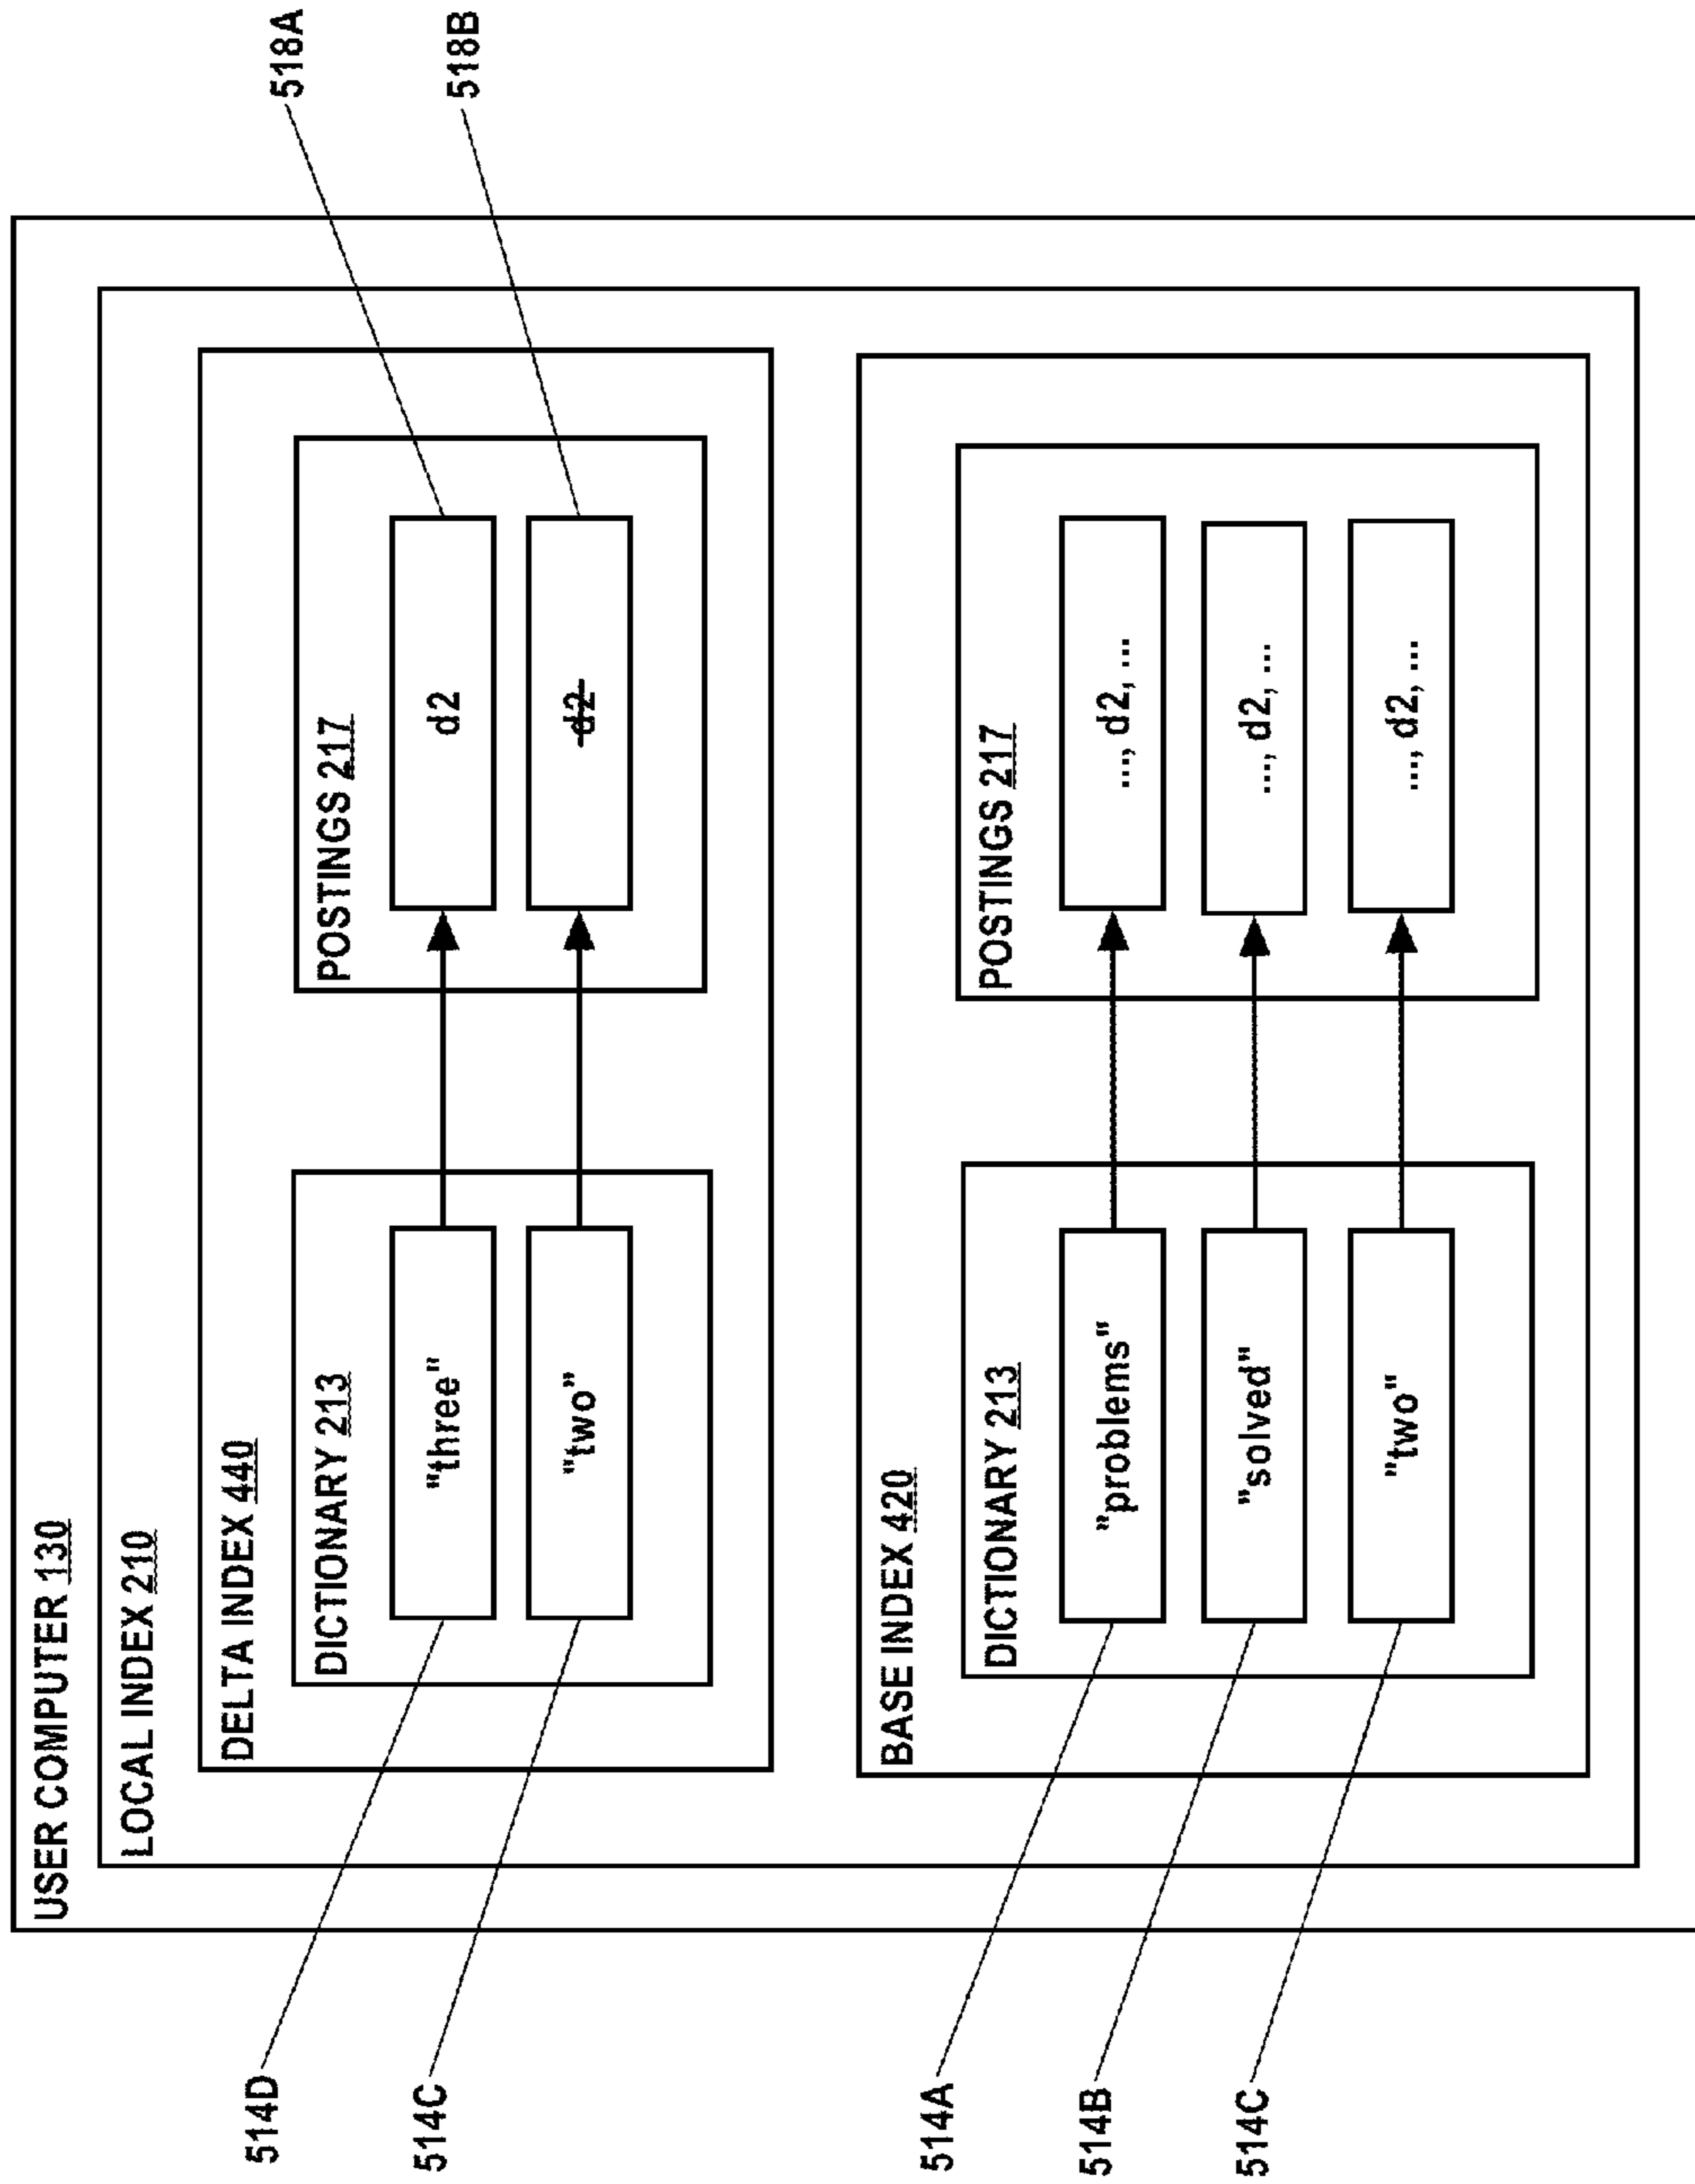 USER COMPUTER 130
LOCAL INDEX 210
DELTA INDEX 440
DICTIONARY 213
POSTINGS 217
514D
"three"
d2
518A
514C
"two"
d2
518B
BASE INDEX 420
DICTIONARY 213
POSTINGS 217
514A
"problems"
..., d2, ...
514B
"solved"
..., d2, ...
514C
"two"
..., d2, ...